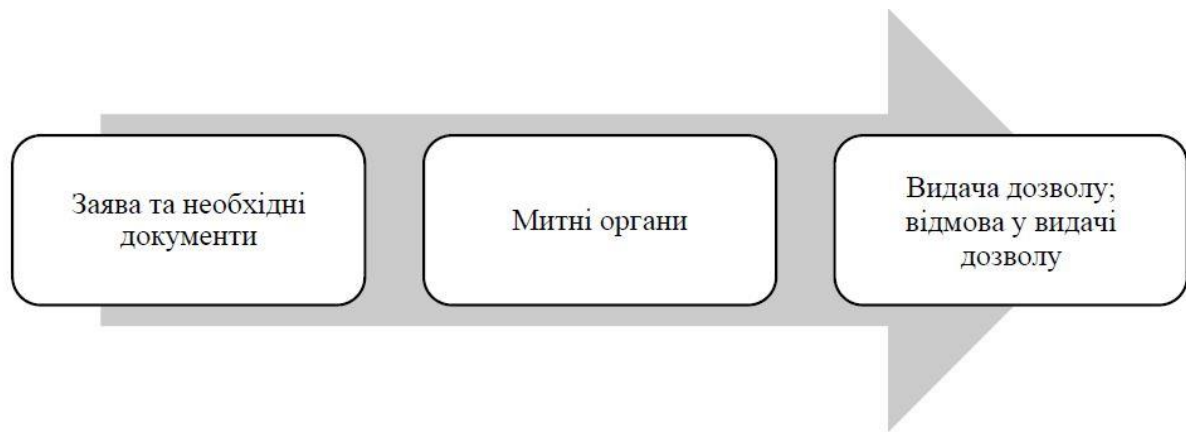 Заява та необхідні
документи
Митні органи
Видача дозволу;
відмова у видачі
дозволу